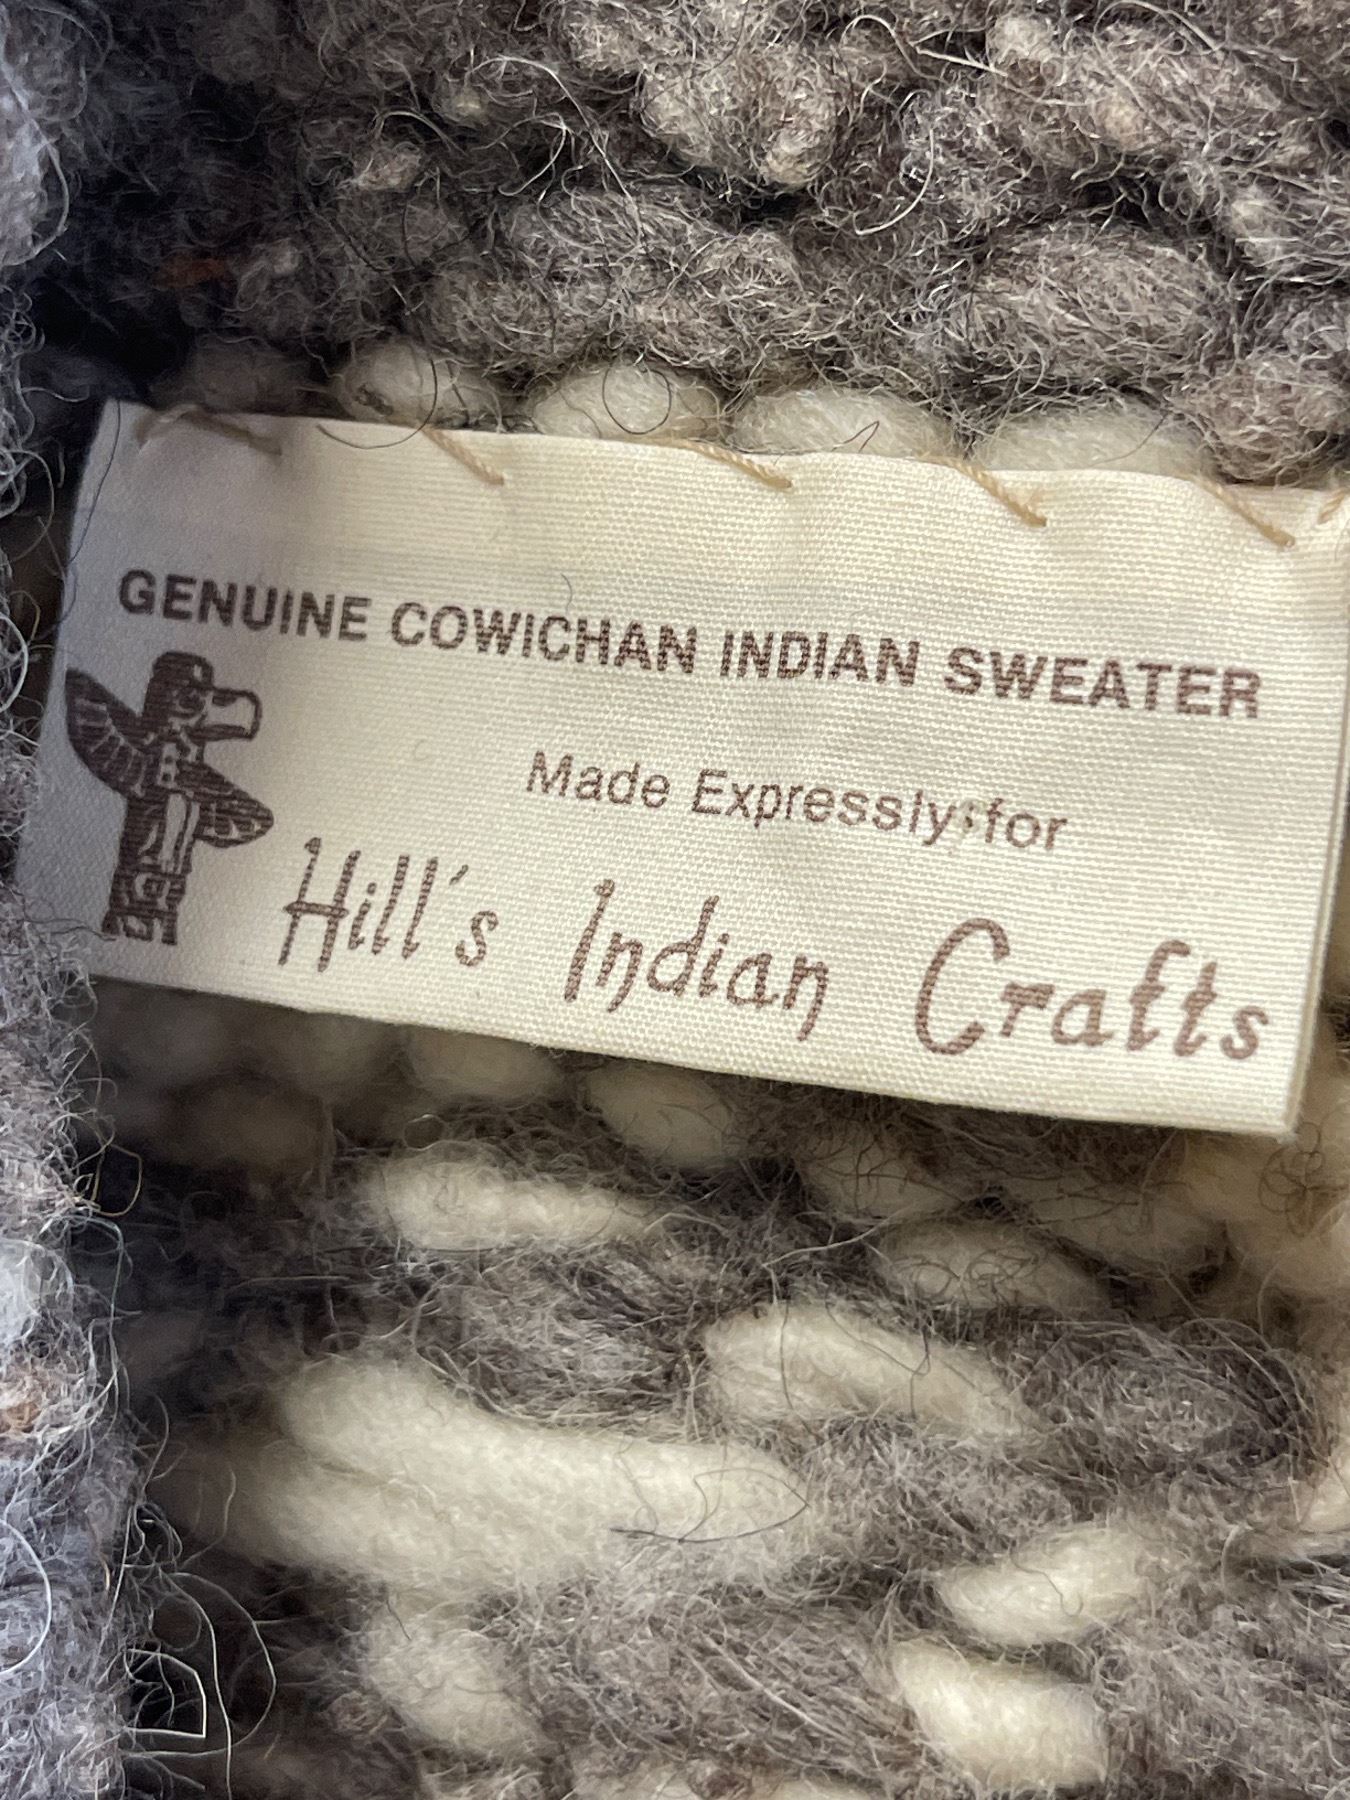 GENUINE COWICHAN INDIAN SWEATER
Made Expressly for
Hill's Indian Crafts